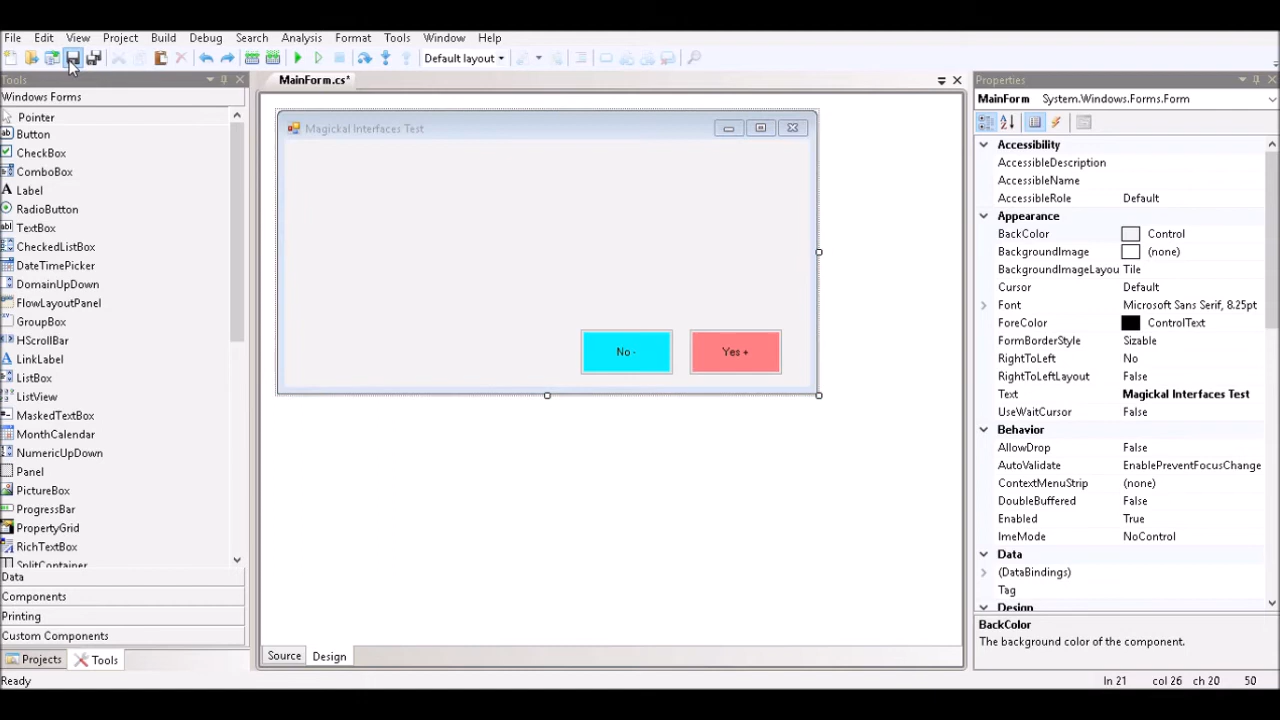 File Edit View Project Build Debug Search Analysis Format Tools Window Help
Default layout
Tools
Windows Forms
Pointer
Button
CheckBox
ComboBox
Label
RadioButton
TextBox
CheckedListBox
DateTimePicker
DomainUpDown
FlowLayoutPanel
GroupBox
HScrollBar
LinkLabel
ListBox
ListView
MaskedTextBox
MonthCalendar
NumericUpDown
Panel
PictureBox
ProgressBar
PropertyGrid
RichTextBox
SplitContainer
Data
Components
Printing
Custom Components
Projects Tools
Ready
MainForm.cs*
Magickal Interfaces Test
No - Yes +
Source Design
Properties
MainForm System.Windows.Forms.Form
Accessibility
AccessibleDescription
AccessibleName
AccessibleRole Default
Appearance
BackColor Control
BackgroundImage (none)
BackgroundImageLayou Tile
Cursor Default
Font Microsoft Sans Serif, 8.25pt
ForeColor ControlText
FormBorderStyle Sizable
RightToLeft No
RightToLeftLayout False
Text Magickal Interfaces Test
UseWaitCursor False
Behavior
AllowDrop False
AutoValidate EnablePreventFocusChange
ContextMenuStrip (none)
DoubleBuffered False
Enabled True
ImeMode NoControl
Data
(DataBindings)
Tag
Design
BackColor
The background color of the component.
ln 21 col 26 ch 20 50